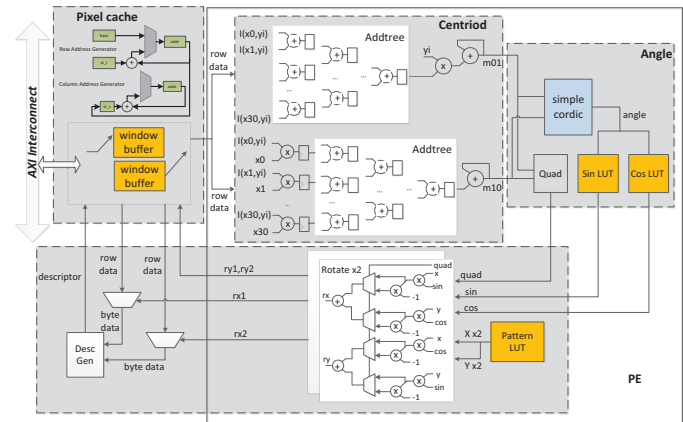 Pixel cache
base
addr
Row Address Generator
+
addr
Column Address Generator
+
AXI Interconnect
window
buffer
window
buffer
row
data
row
data
Centriod
I(x0,yi)
I(x1,yi)
...
I(x30,yi)
Addtree
...
...
yi
x
+
m01
I(x0,yi)
x0
I(x1,yi)
x1
...
I(x30,yi)
x30
x
x
x
Addtree
...
...
+
m10
Angle
simple
cordic
angle
Quad
Sin LUT
Cos LUT
descriptor
row
data
row
data
ry1,ry2
rx1
rx2
byte
data
byte data
Desc
Gen
Rotate x2
quad
x
sin
-1
rx
+
y
cos
-1
x
cos
-1
ry
+
y
sin
-1
quad
sin
cos
X x2
Y x2
Pattern
LUT
PE